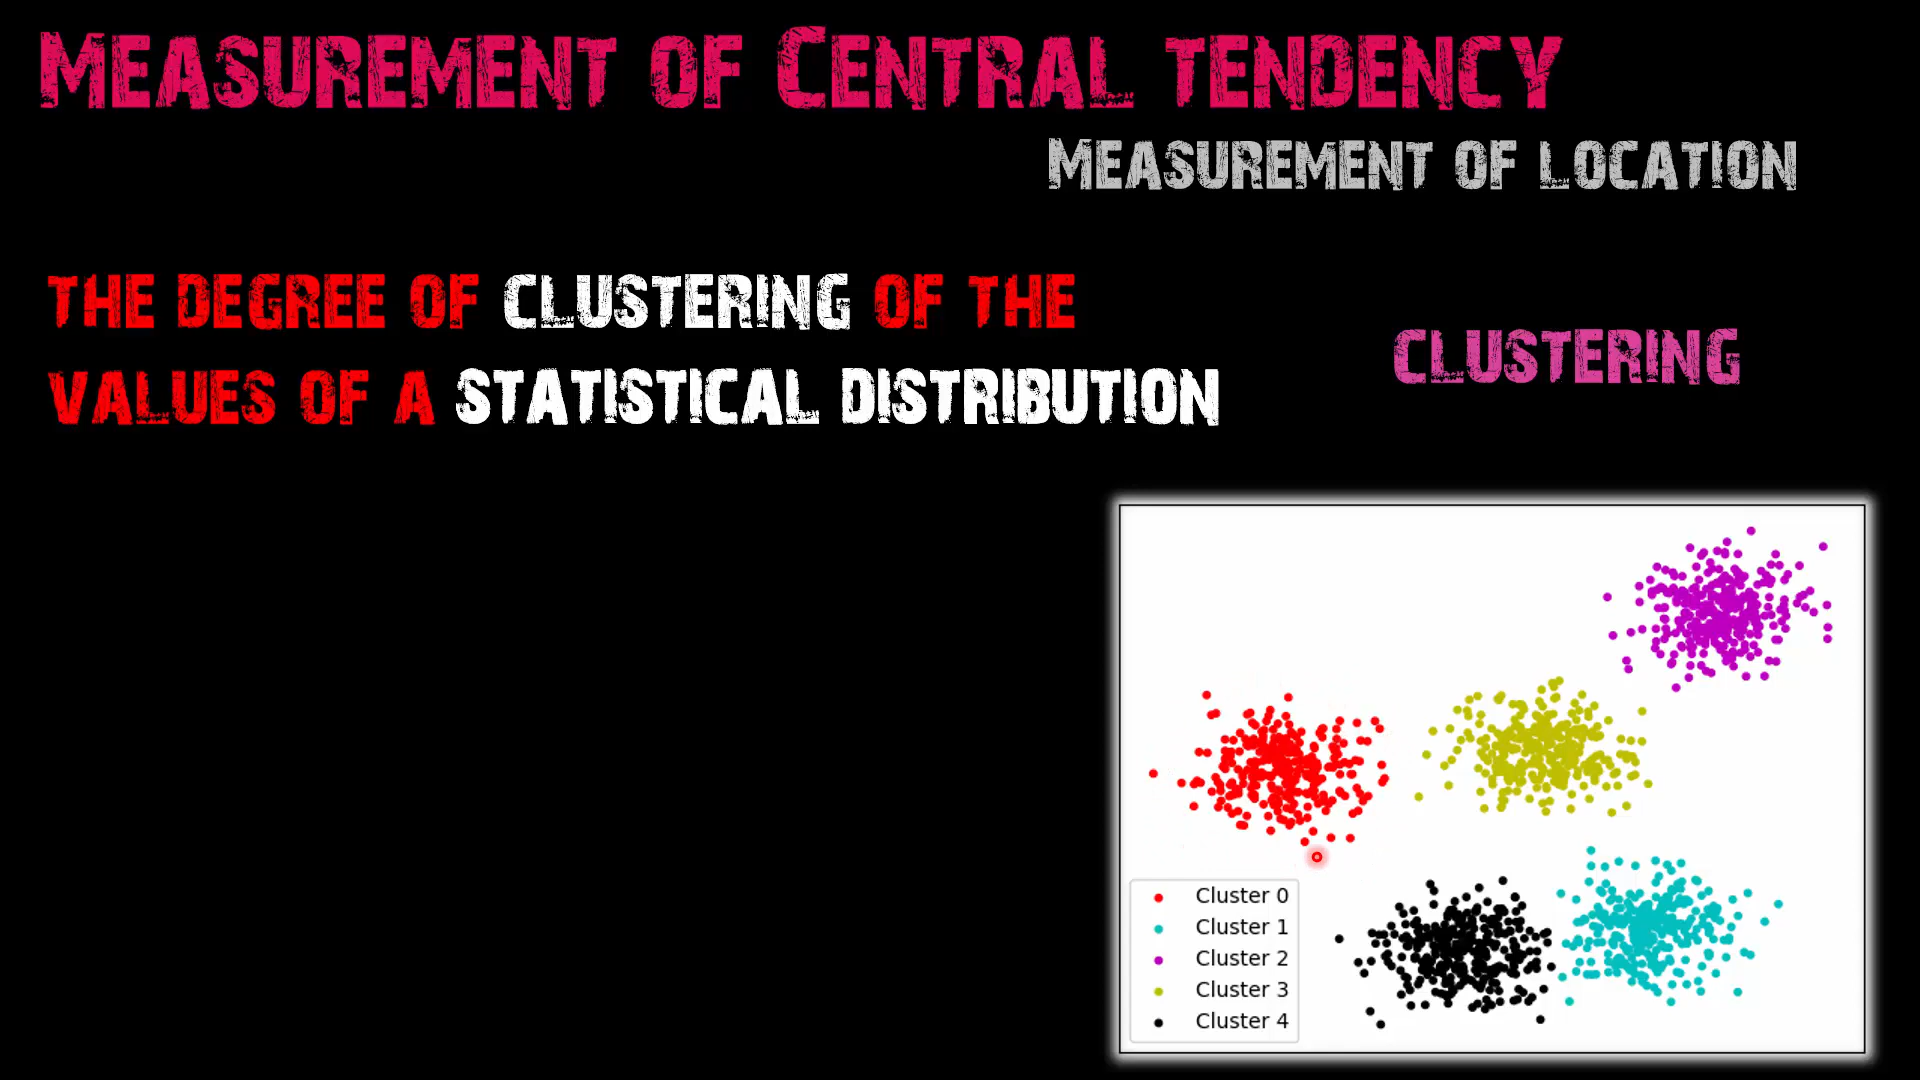 Measurement of Central tendency
Measurement of location
the degree of clustering of the
values of a statistical distribution
clustering
Cluster 0
Cluster 1
Cluster 2
Cluster 3
Cluster 4